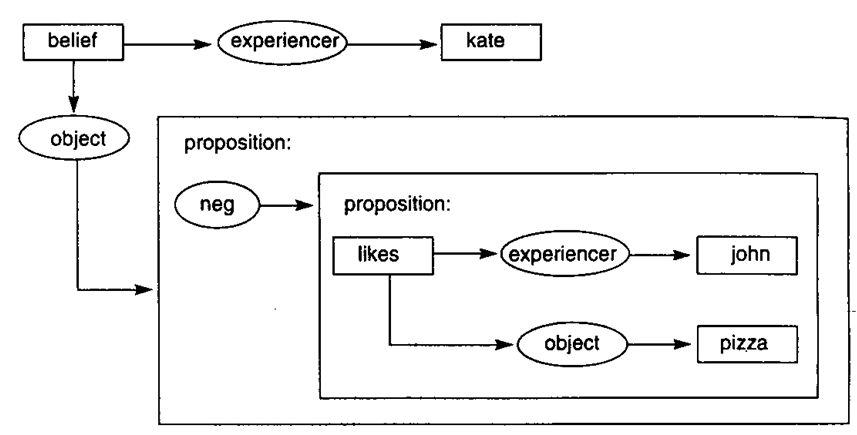 belief experiencer kate
object
proposition:
neg
proposition:
likes experiencer john
object pizza